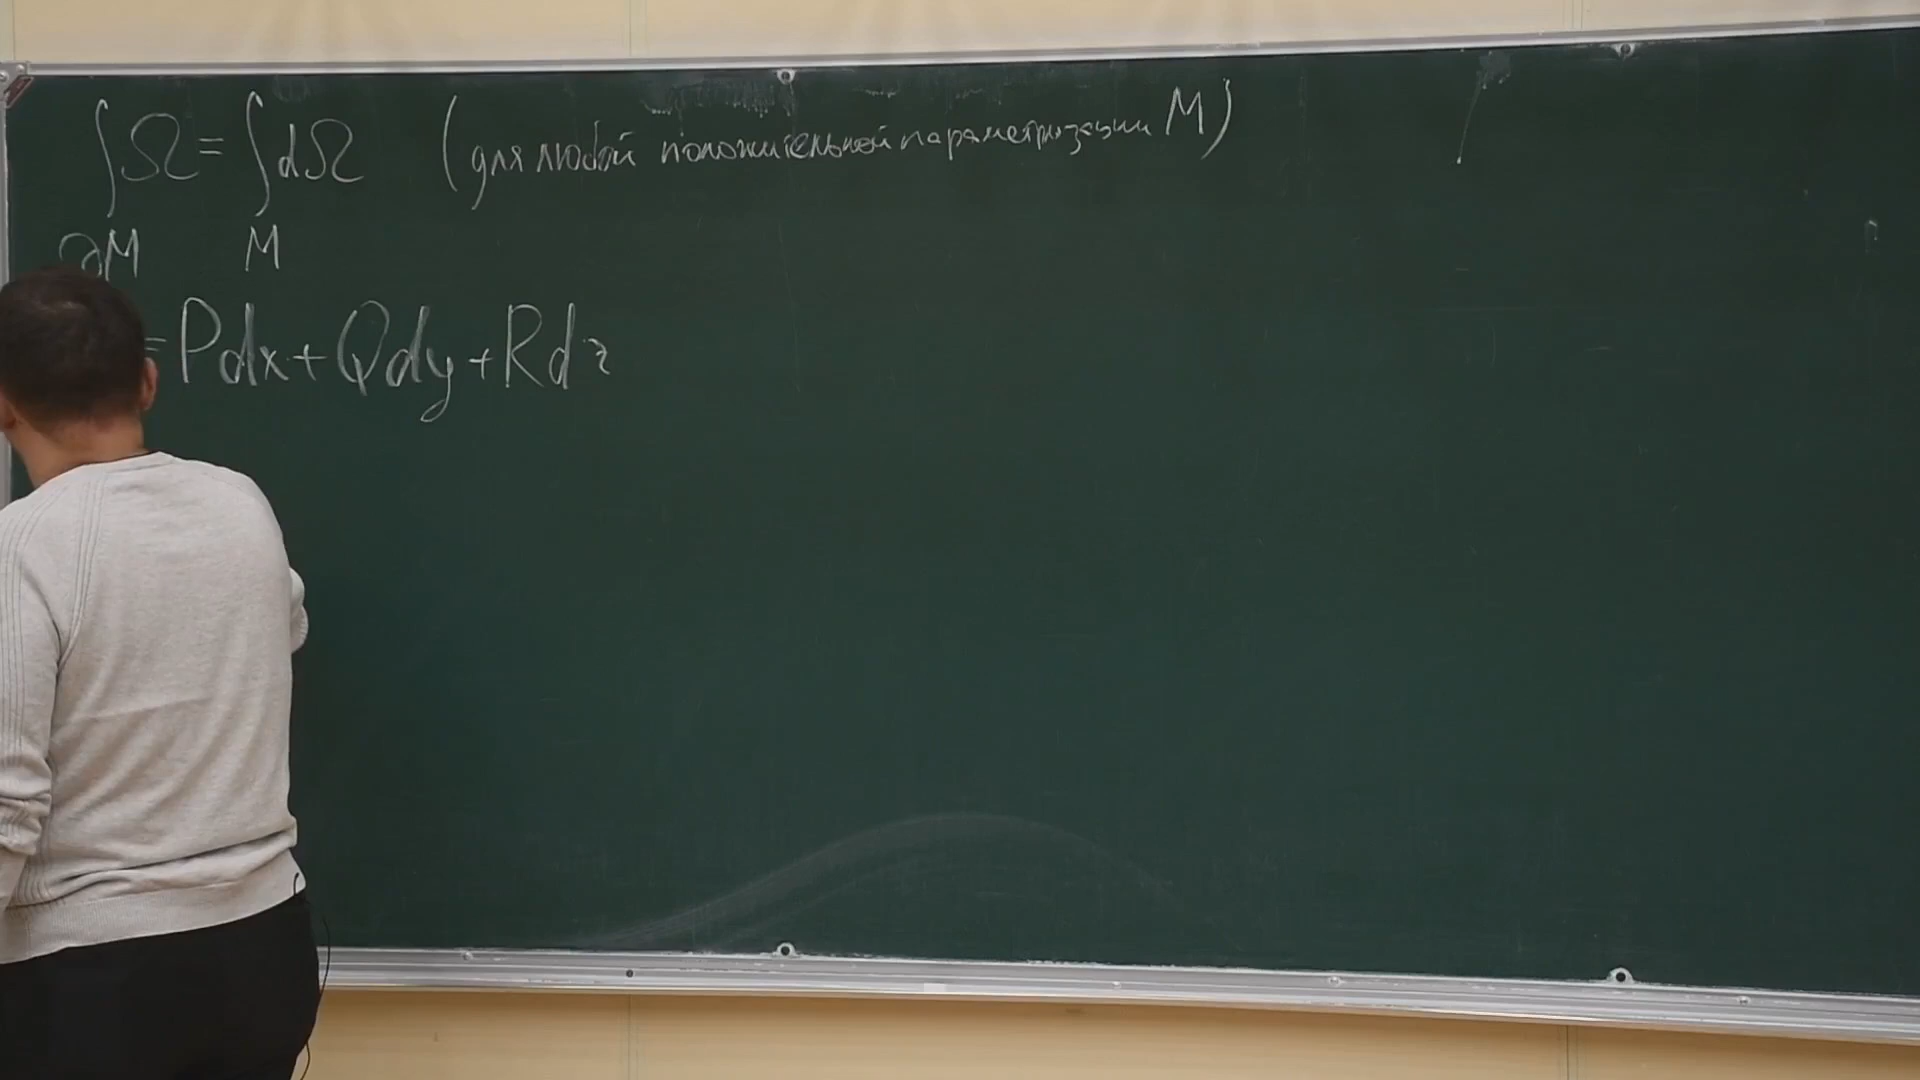 ∫Ω = ∫dΩ (для любой положительной параметризации M)
∂M M
= Pdx + Qdy + Rdz